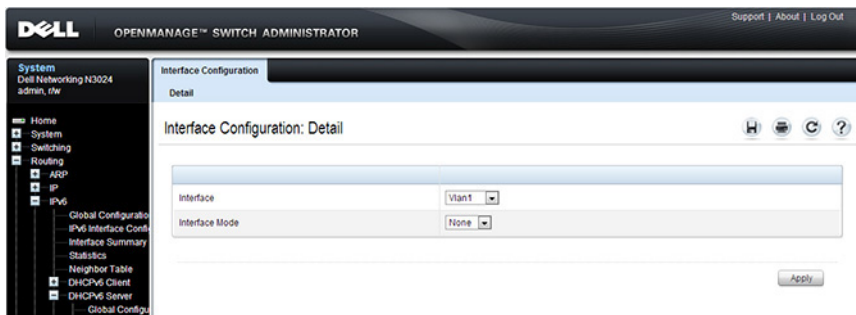 Support | About | Log Out
DELL
OPENMANAGE™ SWITCH ADMINISTRATOR
System
Dell Networking N3024
admin, r/w
Home
System
Switching
Routing
ARP
IP
IPv6
Global Configuratio
IPv6 Interface Confi
Interface Summary
Statistics
Neighbor Table
DHCPv6 Client
DHCPv6 Server
Global Configu
Interface Configuration
Detail
Interface Configuration: Detail
Interface
Vlan1
Interface Mode
None
Apply